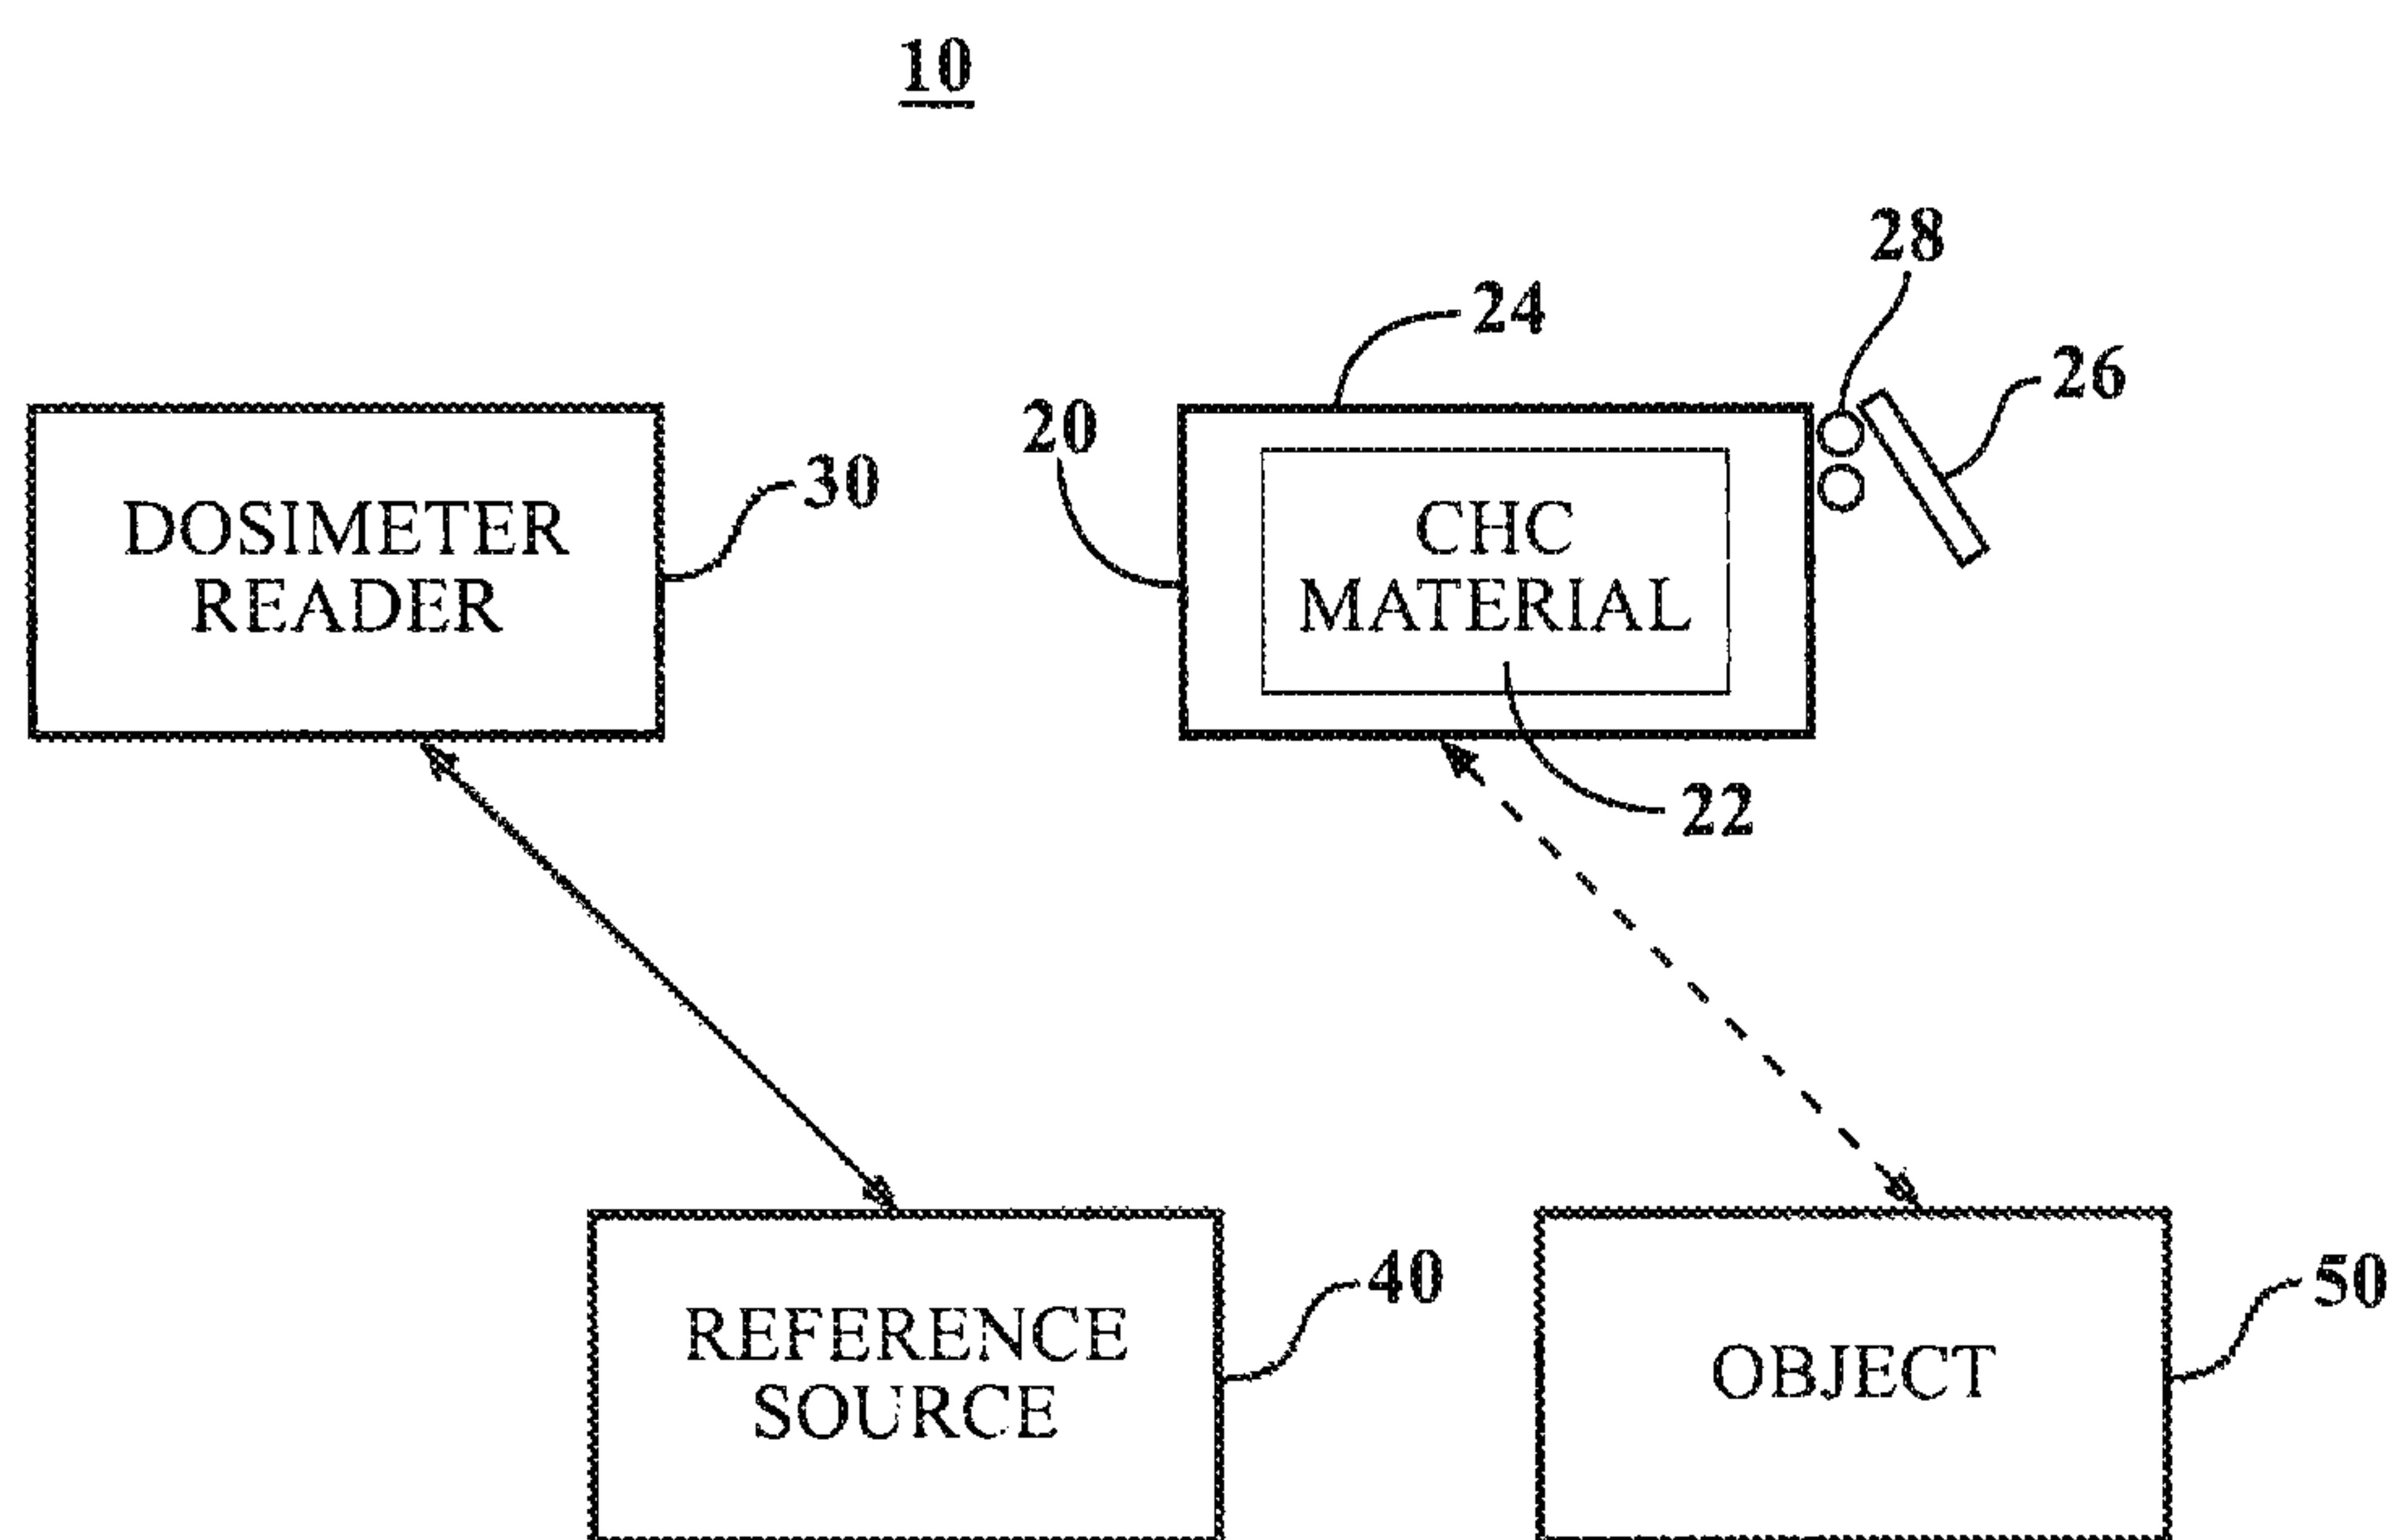 10
28
24
26
20
30
DOSIMETER
READER
CHC
MATERIAL
22
40
50
REFERENCE
SOURCE
OBJECT